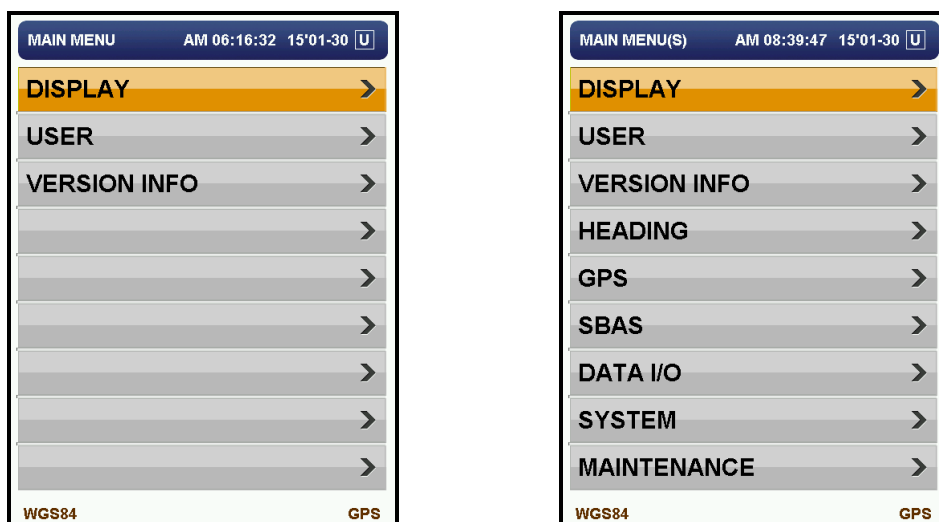 MAIN MENU AM 06:16:32 15'01-30 U
DISPLAY
USER
VERSION INFO
WGS84 GPS
MAIN MENU(S) AM 08:39:47 15'01-30 U
DISPLAY
USER
VERSION INFO
HEADING
GPS
SBAS
DATA I/O
SYSTEM
MAINTENANCE
WGS84 GPS